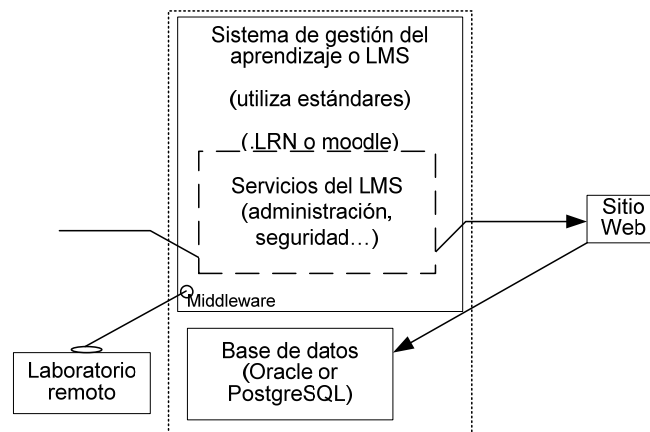 Sistema de gestión del
aprendizaje o LMS
(utiliza estándares)
(.LRN o moodle)
Servicios del LMS
(administración,
seguridad…)
Sitio
Web
Middleware
Laboratorio
remoto
Base de datos
(Oracle or
PostgreSQL)